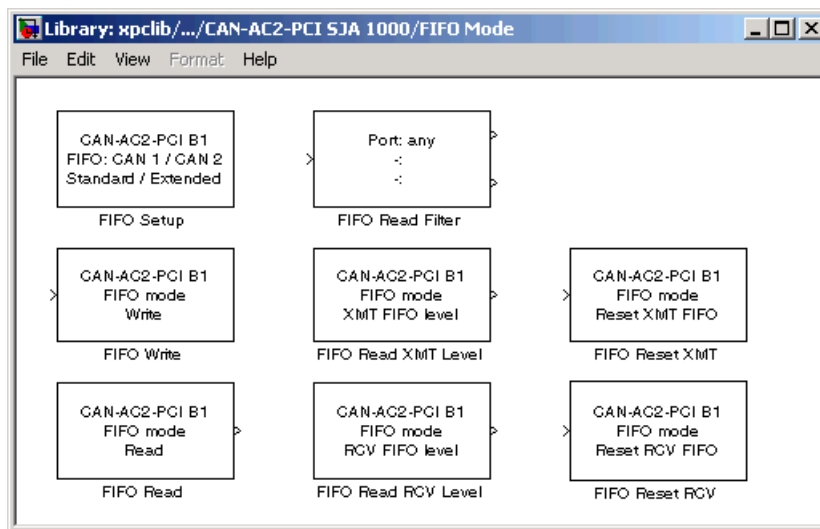 Library: xpclib/.../CAN-AC2-PCI SJA 1000/FIFO Mode
File Edit View Format Help
CAN-AC2-PCI B1
FIFO: CAN 1 / CAN 2
Standard / Extended
FIFO Setup
Port: any
-:
-:
FIFO Read Filter
CAN-AC2-PCI B1
FIFO mode
Write
FIFO Write
CAN-AC2-PCI B1
FIFO mode
XMT FIFO level
FIFO Read XMT Level
CAN-AC2-PCI B1
FIFO mode
Reset XMT FIFO
FIFO Reset XMT
CAN-AC2-PCI B1
FIFO mode
Read
FIFO Read
CAN-AC2-PCI B1
FIFO mode
RCV FIFO level
FIFO Read RCV Level
CAN-AC2-PCI B1
FIFO mode
Reset RCV FIFO
FIFO Reset RCV